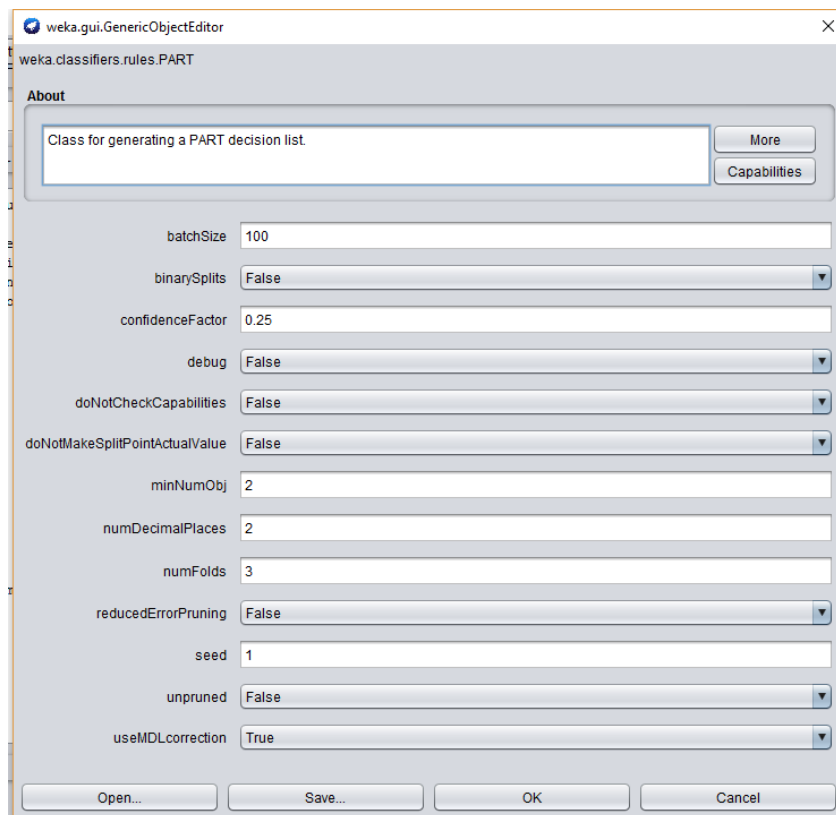 weka.gui.GenericObjectEditor
weka.classifiers.rules.PART
About
Class for generating a PART decision list.
More
Capabilities
batchSize 100
binarySplits False
confidenceFactor 0.25
debug False
doNotCheckCapabilities False
doNotMakeSplitPointActualValue False
minNumObj 2
numDecimalPlaces 2
numFolds 3
reducedErrorPruning False
seed 1
unpruned False
useMDLcorrection True
Open... Save... OK Cancel